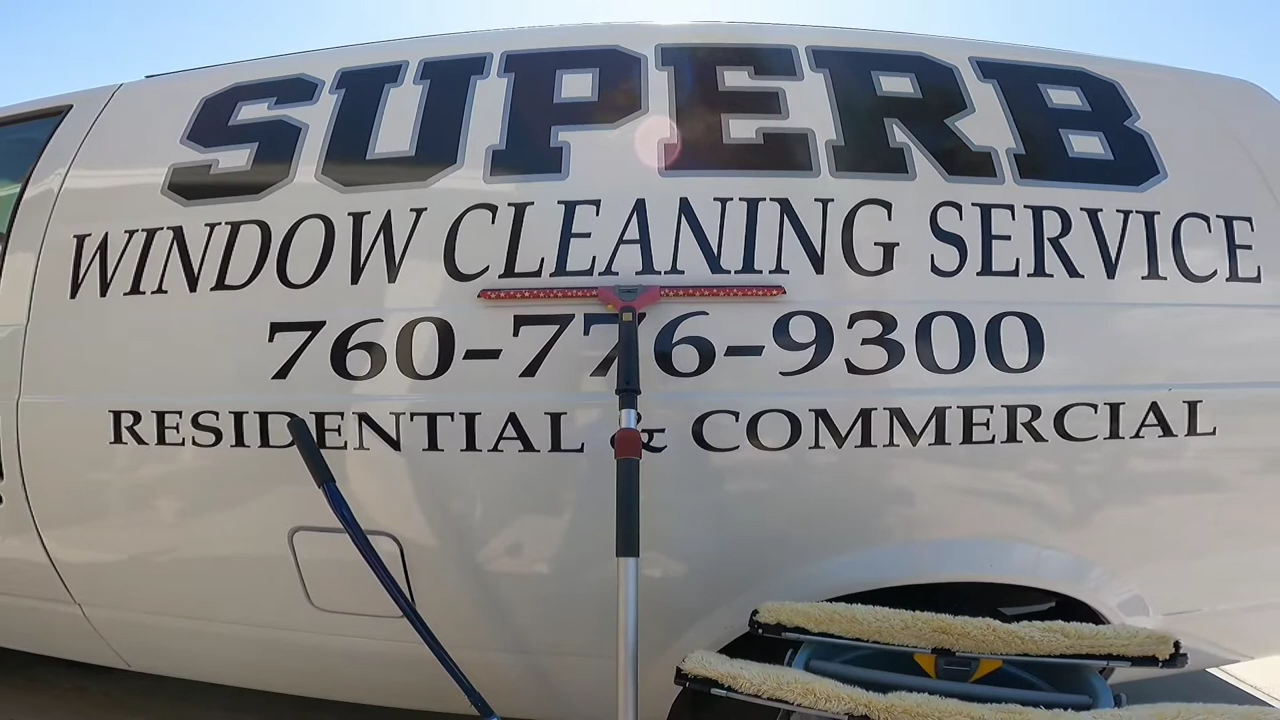 SUPERB
WINDOW CLEANING SERVICE
760-776-9300
RESIDENTIAL & COMMERCIAL